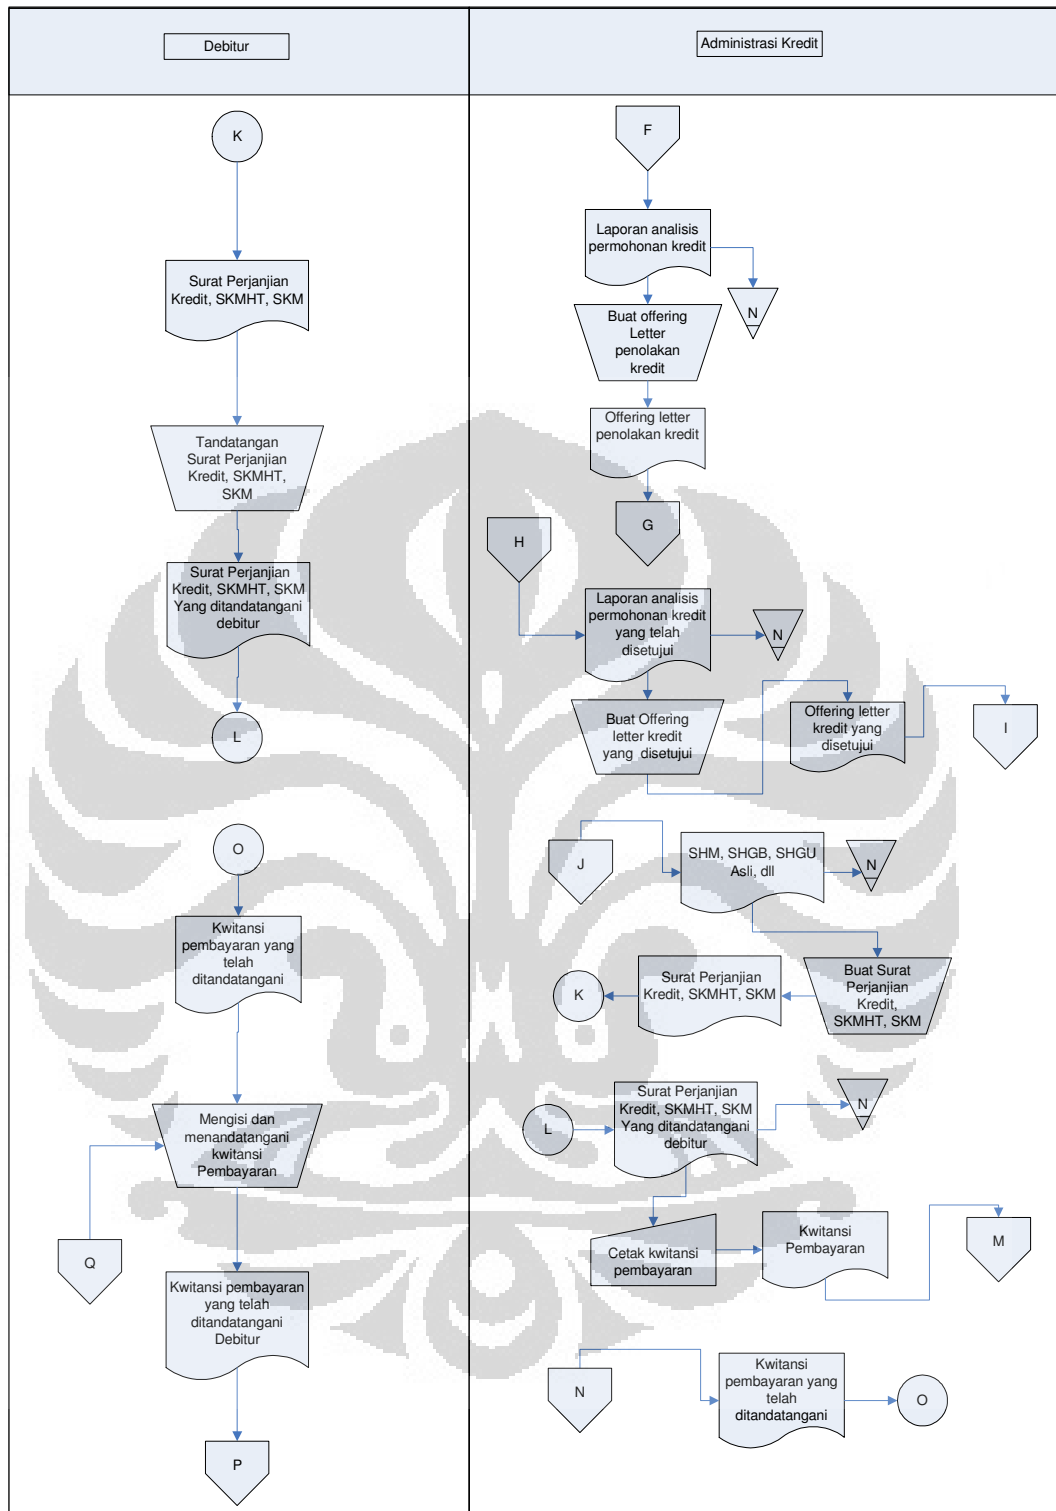 Debitur
Administrasi Kredit
K
Surat Perjanjian
Kredit, SKMHT, SKM
Tandatangan
Surat Perjanjian
Kredit, SKMHT,
SKM
Surat Perjanjian
Kredit, SKMHT, SKM
Yang ditandatangani
debitur
L
O
Kwitansi
pembayaran yang
telah
ditandatangani
Mengisi dan
menandatangani
kwitansi
Pembayaran
Q
Kwitansi pembayaran
yang telah
ditandatangani
Debitur
P
F
Laporan analisis
permohonan kredit
N
Buat offering
Letter
penolakan
kredit
Offering letter
penolakan kredit
G
H
Laporan analisis
permohonan kredit
yang telah
disetujui
N
Buat Offering
letter kredit
yang disetujui
Offering letter
kredit yang
disetujui
I
J
SHM, SHGB, SHGU
Asli, dll
N
Buat Surat
Perjanjian
Kredit,
SKMHT, SKM
Surat Perjanjian
Kredit, SKMHT, SKM
K
L
Surat Perjanjian
Kredit, SKMHT, SKM
Yang ditandatangani
debitur
N
Cetak kwitansi
pembayaran
Kwitansi
Pembayaran
M
N
Kwitansi
pembayaran yang
telah
ditandatangani
O